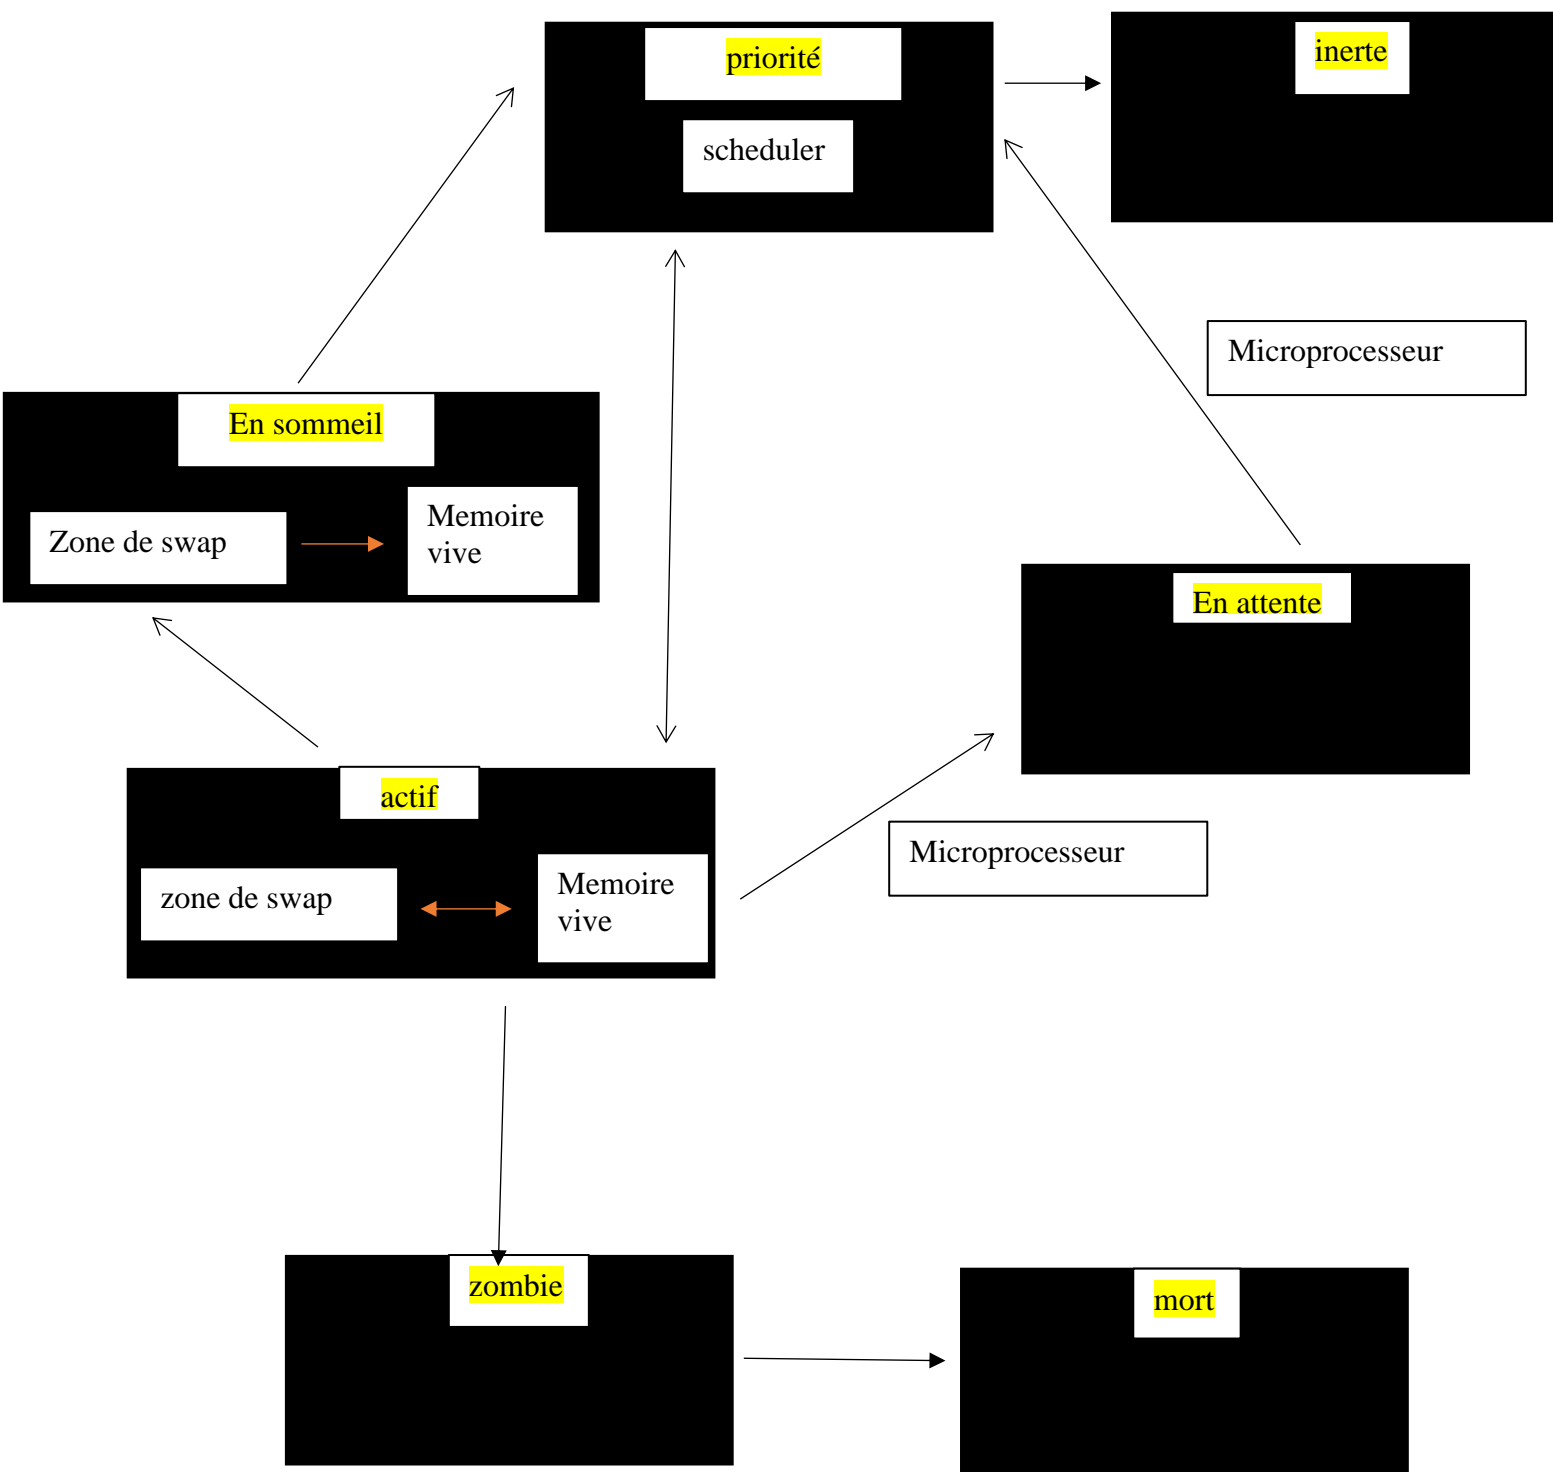 priorité
inerte
scheduler
Microprocesseur
En sommeil
Zone de swap
Memoire
vive
En attente
actif
Microprocesseur
zone de swap
Memoire
vive
zombie
mort